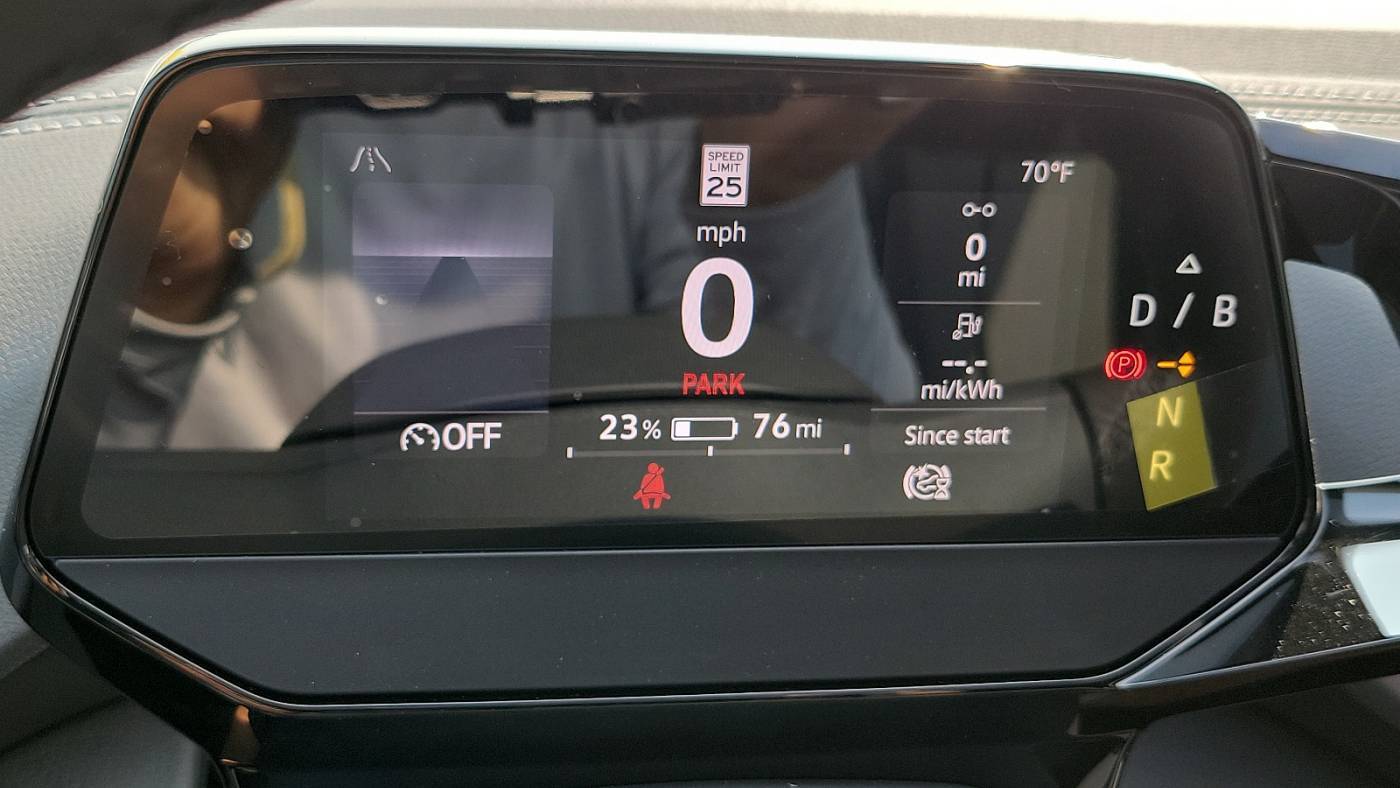 SPEED
LIMIT
25
mph
0
PARK
23% 76 mi
OFF
70°F
0
mi
--.-
mi/kWh
Since start
D / B
P
N
R